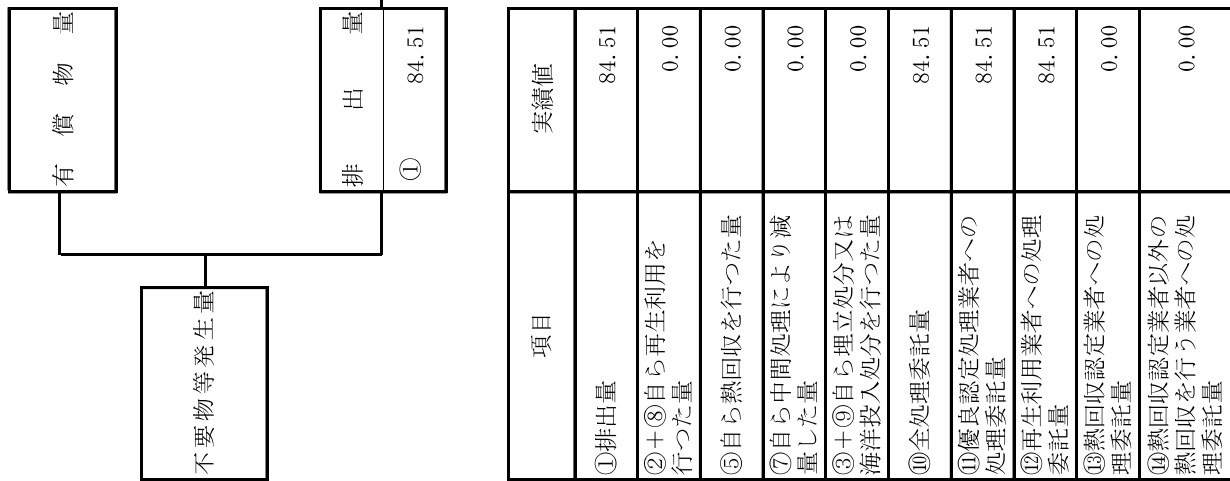 有償物量
排出量
① 84.51
不要物等発生量
項目 実績値
①排出量 84.51
②+⑧自ら再生利用を 0.00
行つた量
⑤自ら熱回収を行つた量 0.00
⑦自ら中間処理により減 0.00
量した量
③+⑨自ら埋立処分又は 0.00
海洋投入処分を行つた量
⑩全処理委託量 84.51
⑪優良認定処理業者への 84.51
処理委託量
⑫再生利用業者への処理 84.51
委託量
⑬熱回収認定業者への処 0.00
理委託量
⑭熱回収認定業者以外の 0.00
熱回収を行う業者への処
理委託量